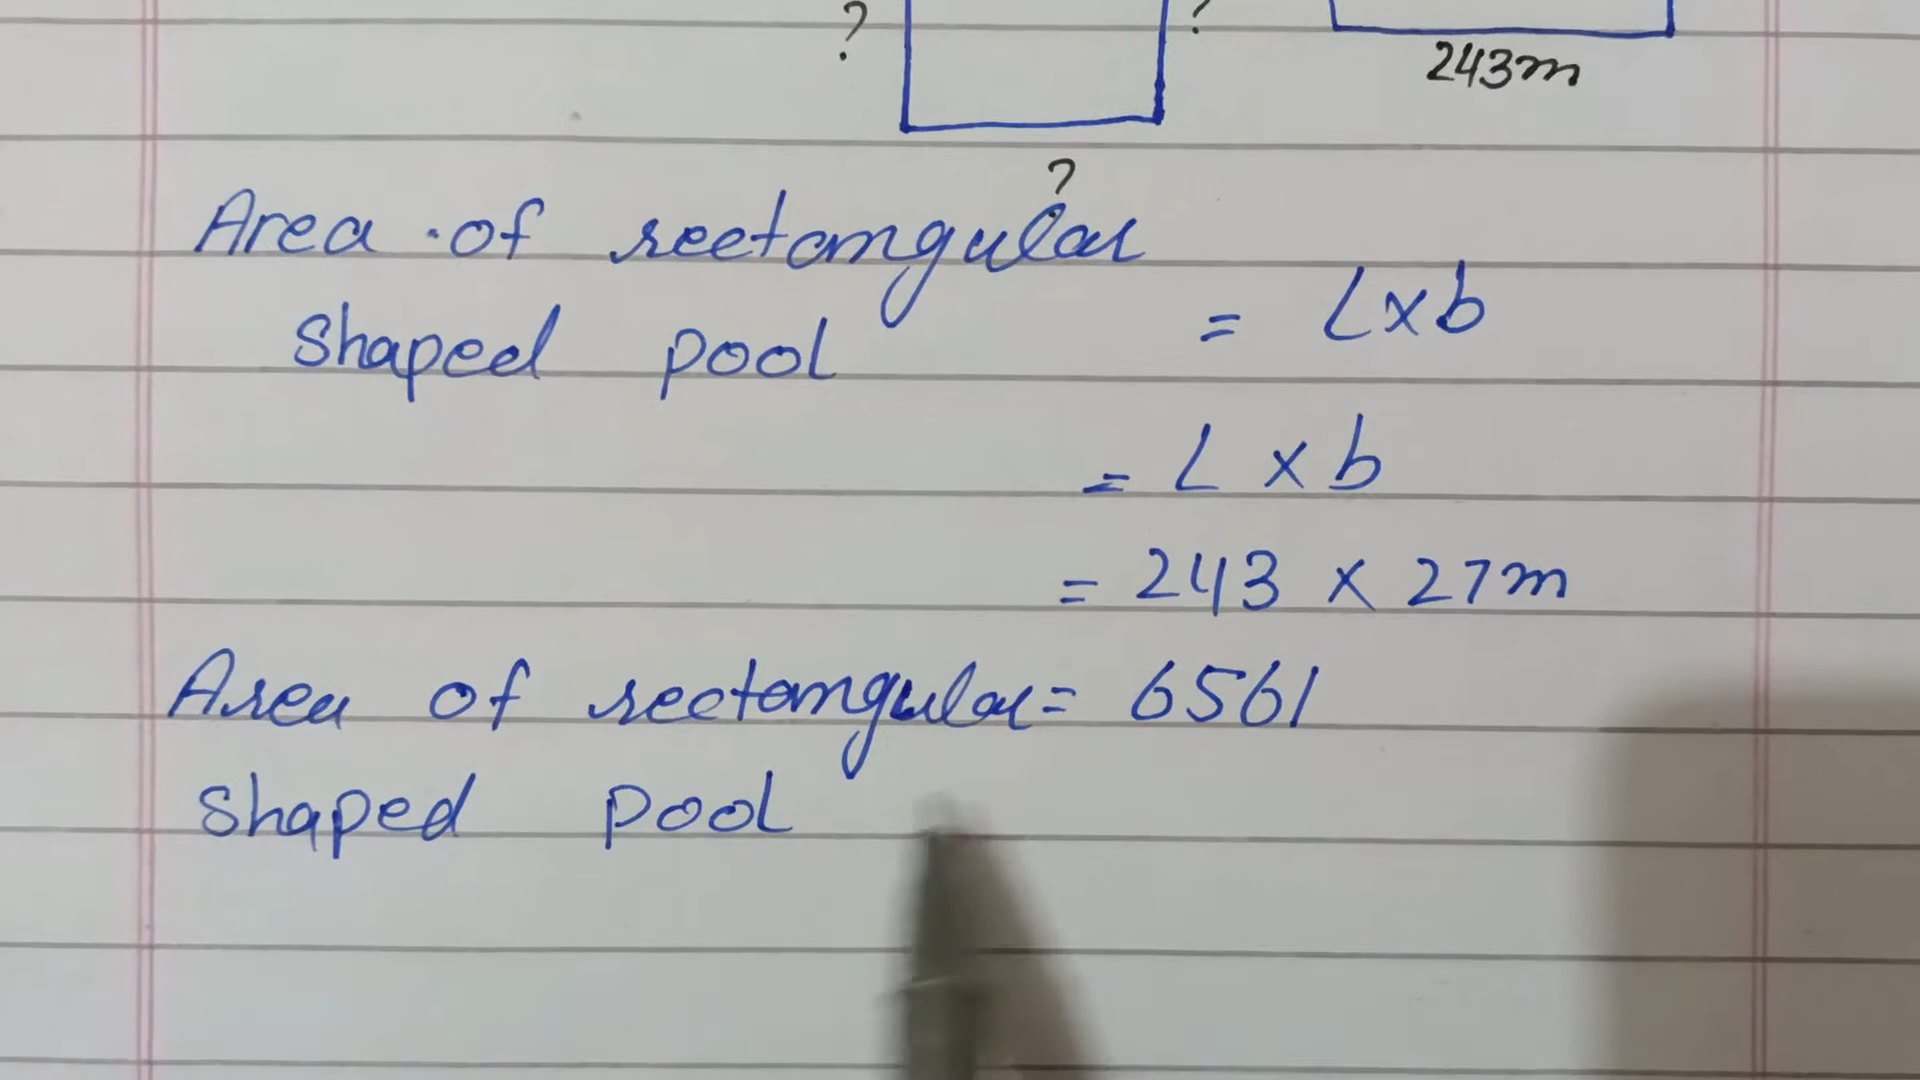 ? ?
243m
?
Area of rectangular
shaped pool = L×b
= L × b
= 243 × 27m
Area of rectangular = 6561
shaped pool